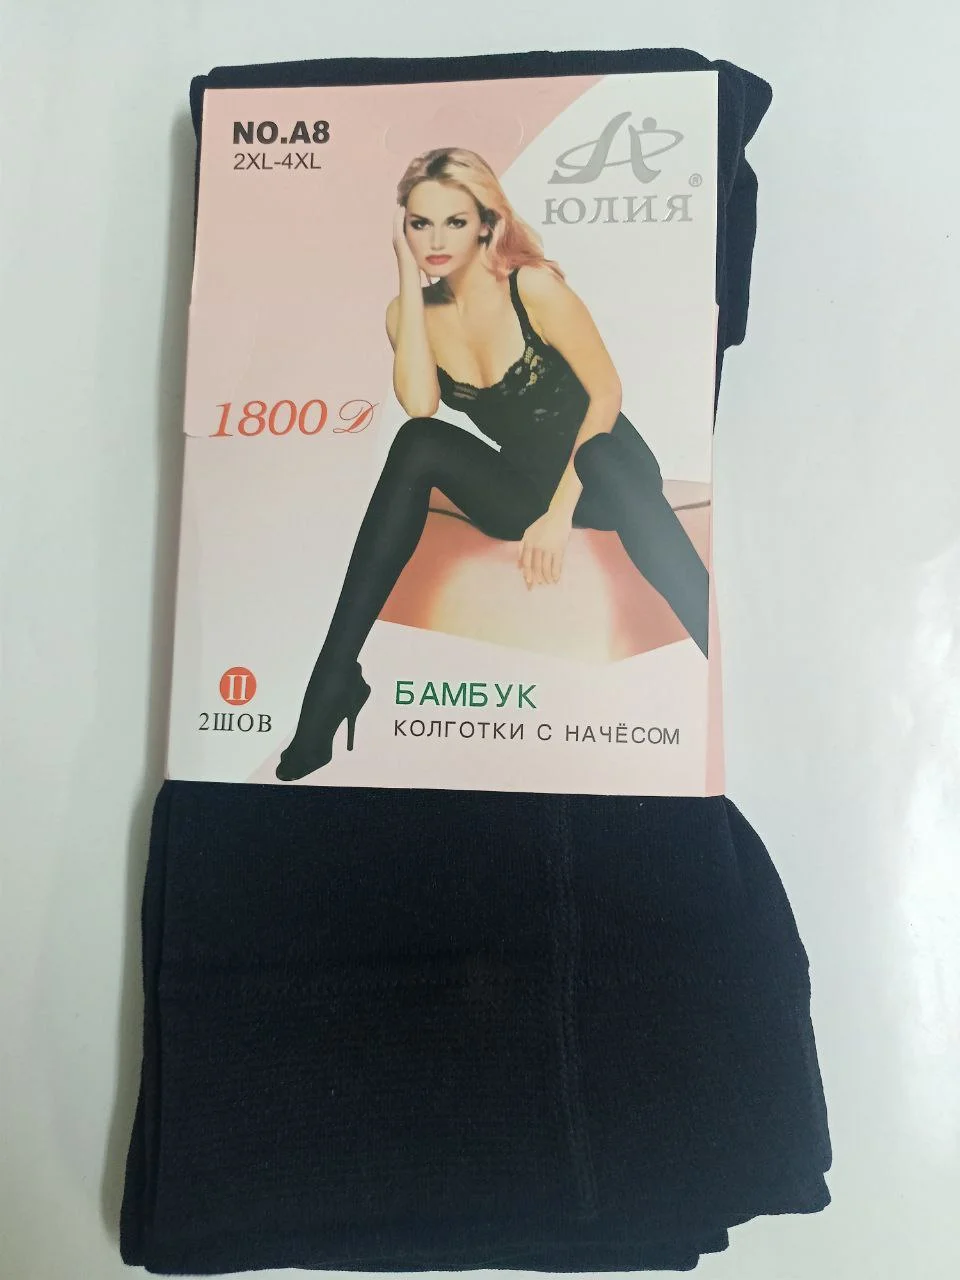 NO.A8
2XL-4XL
ЮЛИЯ®
1800 D
II
2ШОВ
БАМБУК
КОЛГОТКИ С НАЧЁСОМ